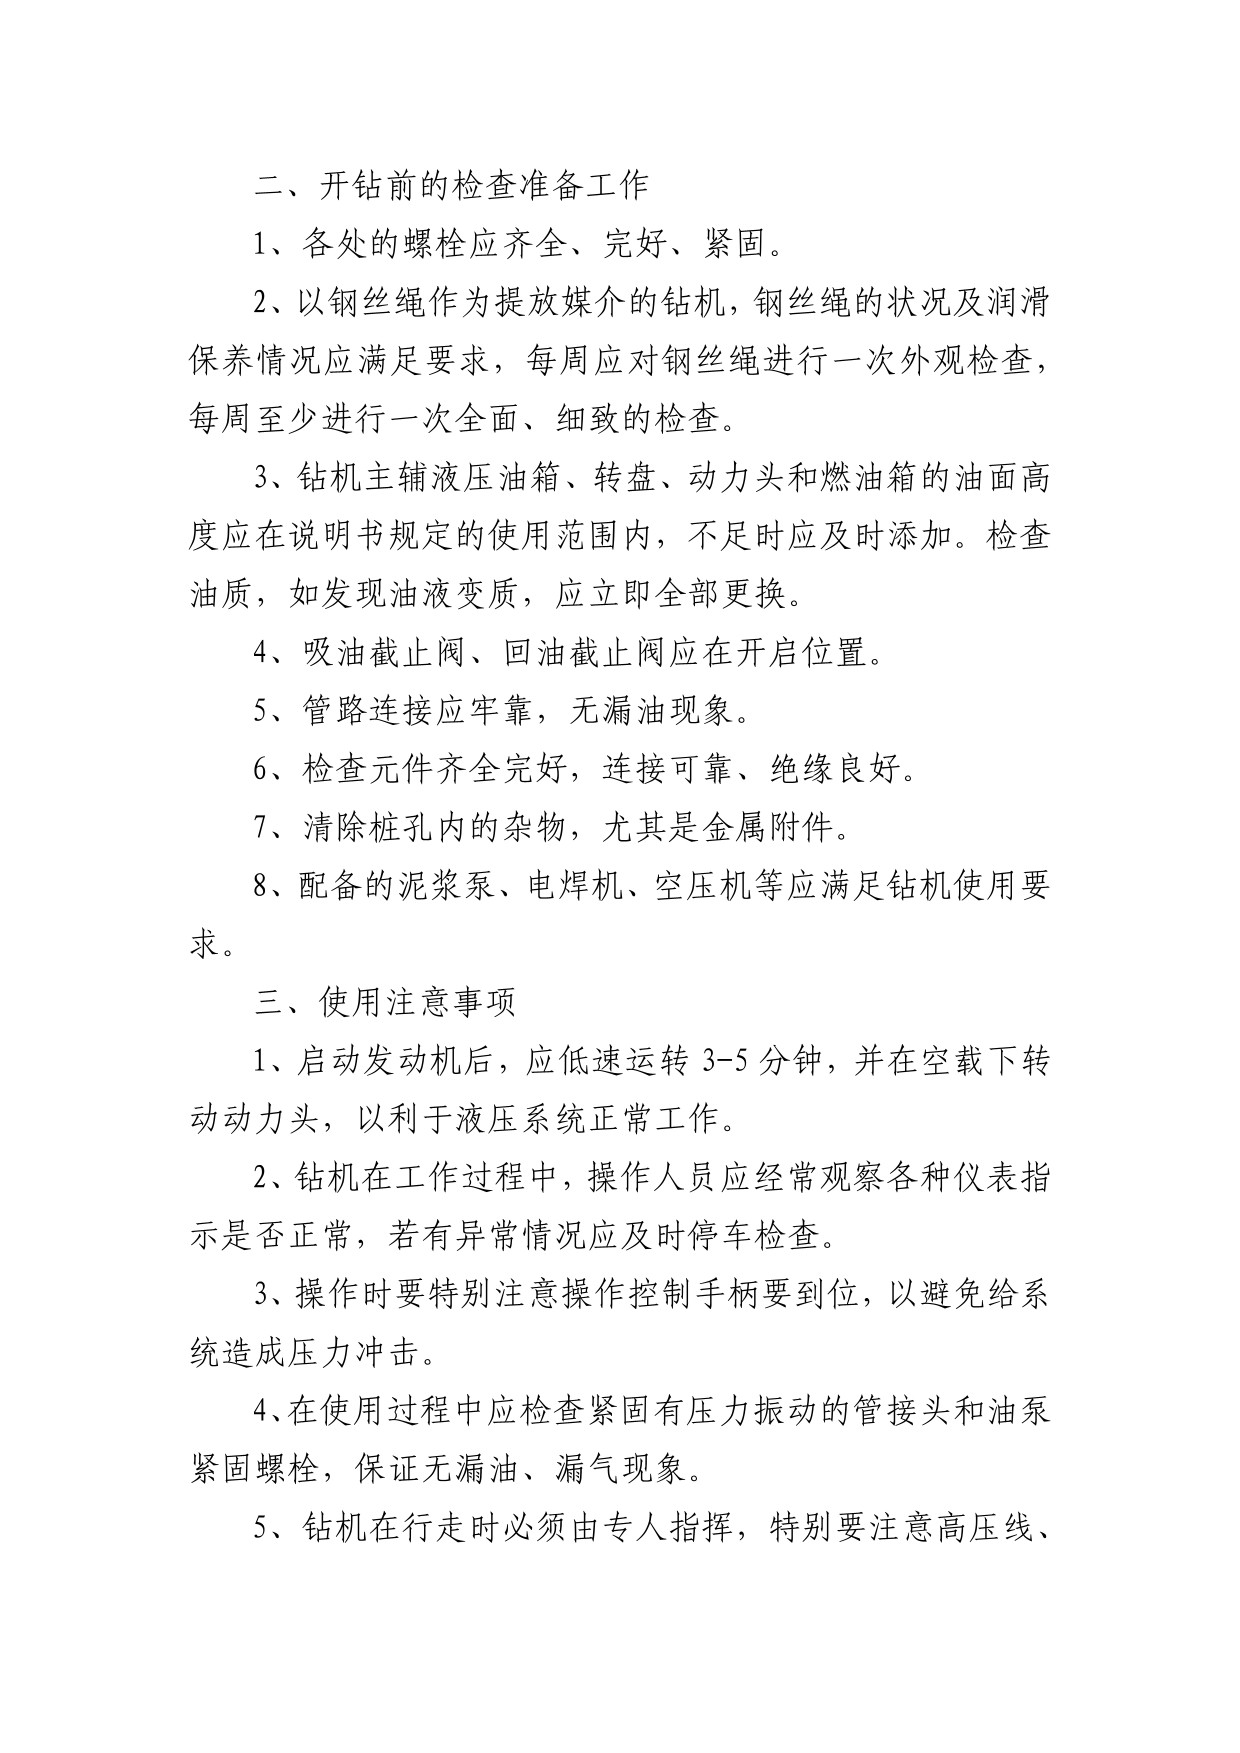 二、开钻前的检查准备工作
1、各处的螺栓应齐全、完好、紧固。
2、以钢丝绳作为提放媒介的钻机，钢丝绳的状况及润滑
保养情况应满足要求，每周应对钢丝绳进行一次外观检查，
每周至少进行一次全面、细致的检查。
3、钻机主辅液压油箱、转盘、动力头和燃油箱的油面高
度应在说明书规定的使用范围内，不足时应及时添加。检查
油质，如发现油液变质，应立即全部更换。
4、吸油截止阀、回油截止阀应在开启位置。
5、管路连接应牢靠，无漏油现象。
6、检查元件齐全完好，连接可靠、绝缘良好。
7、清除桩孔内的杂物，尤其是金属附件。
8、配备的泥浆泵、电焊机、空压机等应满足钻机使用要
求。
三、使用注意事项
1、启动发动机后，应低速运转 3-5 分钟，并在空载下转
动动力头，以利于液压系统正常工作。
2、钻机在工作过程中，操作人员应经常观察各种仪表指
示是否正常，若有异常情况应及时停车检查。
3、操作时要特别注意操作控制手柄要到位，以避免给系
统造成压力冲击。
4、在使用过程中应检查紧固有压力振动的管接头和油泵
紧固螺栓，保证无漏油、漏气现象。
5、钻机在行走时必须由专人指挥，特别要注意高压线、